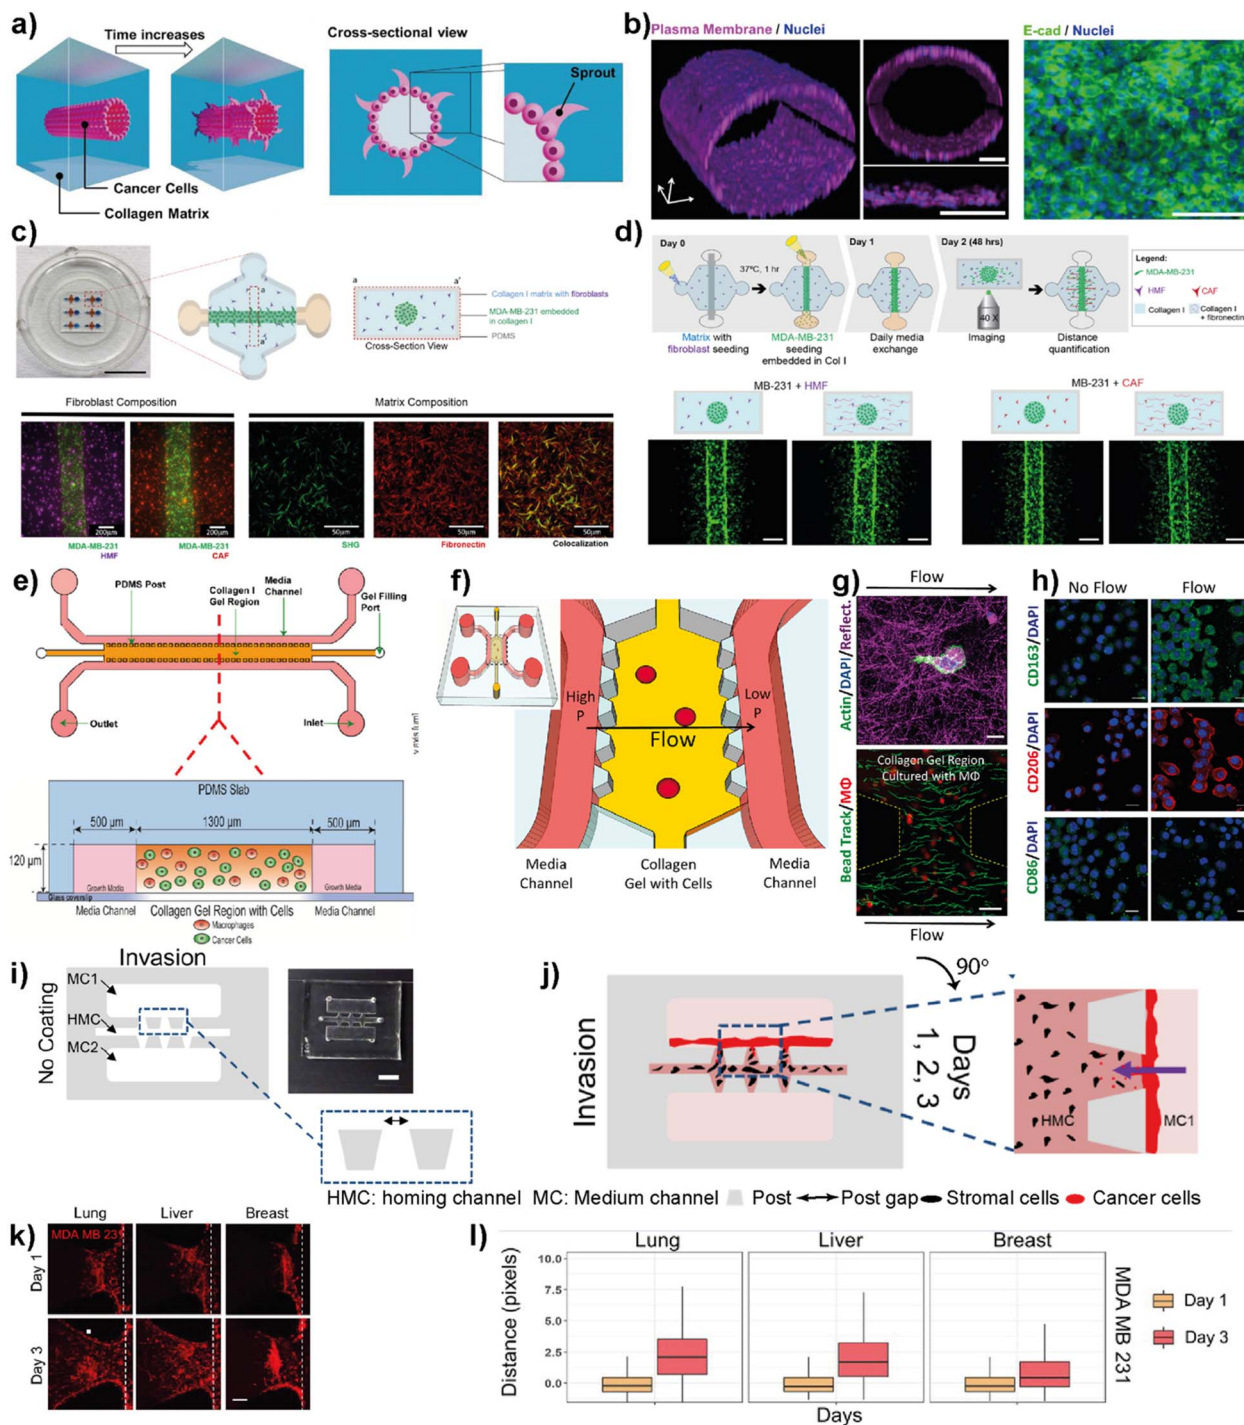 a)
Time increases
Cross-sectional view
Sprout
Cancer Cells
Collagen Matrix
b)
Plasma Membrane / Nuclei
E-cad / Nuclei
c)
a
a'
a
a'
Collagen I matrix with fibroblasts
MDA-MB-231 embedded
in collagen I
PDMS
Cross-Section View
Fibroblast Composition
Matrix Composition
200µm
200µm
50µm
50µm
50µm
MDA-MB-231
HMF
MDA-MB-231
CAF
SHG
Fibronectin
Colocalization
d)
Day 0
Day 1
Day 2 (48 hrs)
37ºC, 1 hr
40 X
Matrix with
fibroblast seeding
MDA-MB-231
seeding
embedded in Col I
Daily media
exchange
Imaging
Distance
quantification
Legend:
MDA-MB-231
HMF
CAF
Collagen I
Collagen I
+ fibronectin
MB-231 + HMF
MB-231 + CAF
e)
PDMS Post
Collagen I
Gel Region
Media
Channel
Gel Filling
Port
Outlet
Inlet
PDMS Slab
500 µm
1300 µm
500 µm
120 µm
Growth Media
Growth Media
Glass coverslip
Media Channel
Collagen Gel Region with Cells
Media Channel
Macrophages
Cancer Cells
f)
High
P
Low
P
Flow
Media
Channel
Collagen
Gel with Cells
Media
Channel
g)
Flow
Actin/DAPI/Reflect.
Collagen Gel Region
Cultured with MΦ
Bead Track/MΦ
Flow
h)
No Flow
Flow
CD163/DAPI
CD206/DAPI
CD86/DAPI
i)
Invasion
No Coating
MC1
HMC
MC2
j)
Invasion
90°
Days
1, 2, 3
HMC
MC1
HMC: homing channel MC: Medium channel Post Post gap Stromal cells Cancer cells
k)
Lung
Liver
Breast
MDA MB 231
Day 1
Day 3
l)
Lung
Liver
Breast
Distance (pixels)
10.0
7.5
5.0
2.5
0.0
Days
MDA MB 231
Day 1
Day 3